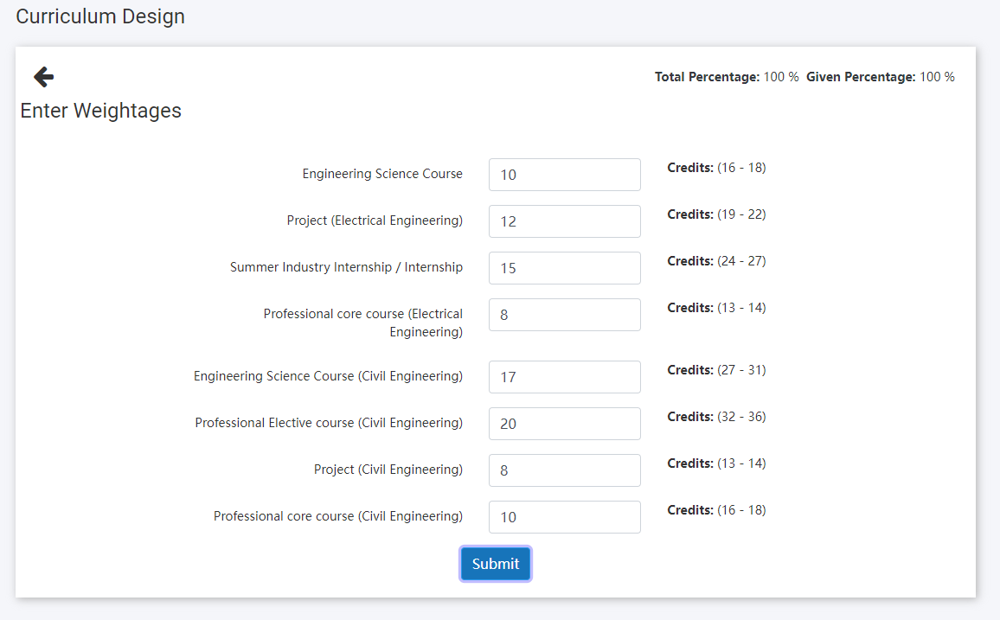 Curriculum Design
Total Percentage: 100 % Given Percentage: 100 %
Enter Weightages
Engineering Science Course 10 Credits: (16 - 18)
Project (Electrical Engineering) 12 Credits: (19 - 22)
Summer Industry Internship / Internship 15 Credits: (24 - 27)
Professional core course (Electrical 8 Credits: (13 - 14)
Engineering)
Engineering Science Course (Civil Engineering) 17 Credits: (27 - 31)
Professional Elective course (Civil Engineering) 20 Credits: (32 - 36)
Project (Civil Engineering) 8 Credits: (13 - 14)
Professional core course (Civil Engineering) 10 Credits: (16 - 18)
Submit